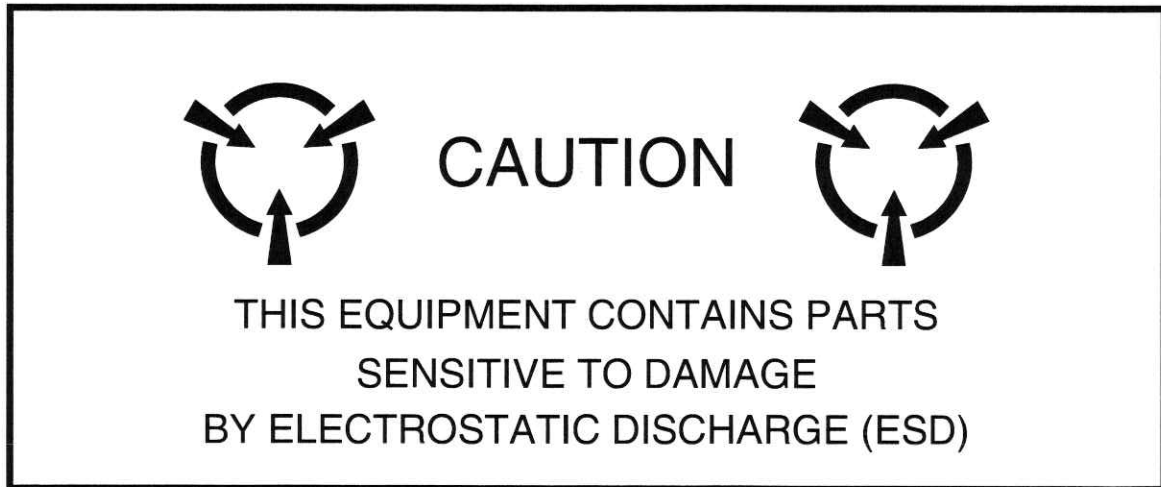 CAUTION
THIS EQUIPMENT CONTAINS PARTS
SENSITIVE TO DAMAGE
BY ELECTROSTATIC DISCHARGE (ESD)